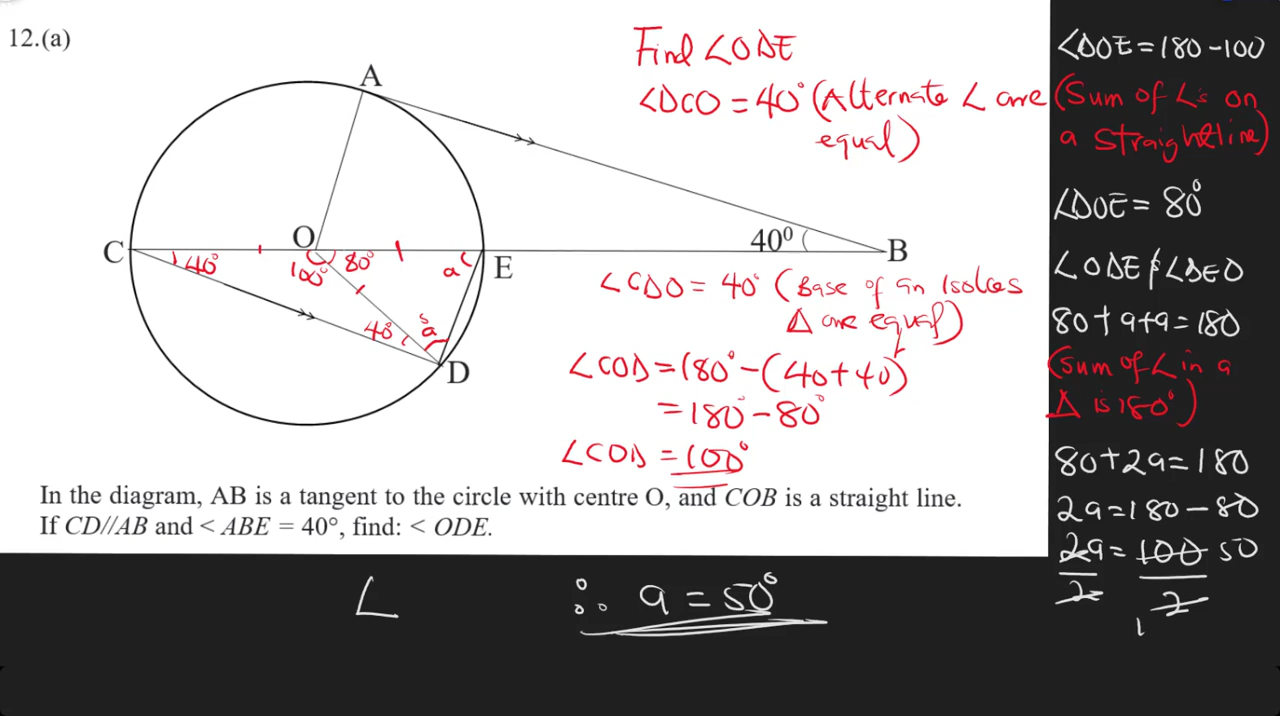 12.(a)
A
O
C
E
D
B
40⁰
40°
100°
80°
a°
a°
40°
Find ∠ODE
∠DCO = 40° (Alternate ∠ are
equal)
∠CDO = 40° (Base of an Isoloes
Δ are equal)
∠COD = 180° - (40+40)
= 180° - 80°
∠COD = 100°
In the diagram, AB is a tangent to the circle with centre O, and COB is a straight line.
If CD//AB and < ABE = 40°, find: < ODE.
∠DOE = 180 - 100
(Sum of ∠s on
a straight line)
∠DOE = 80°
∠ODE & ∠DEO
80 + a + a = 180
(Sum of ∠ in a
Δ is 180°)
80 + 2a = 180
2a = 180 - 80
2a = 100 50
2 2
1
∠
∴ a = 50°